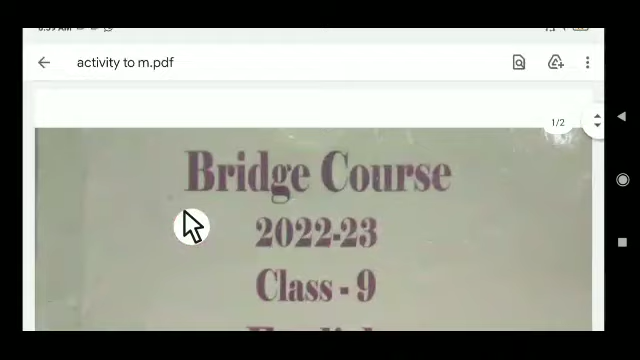 activity to m.pdf
1/2
Bridge Course
2022-23
Class - 9